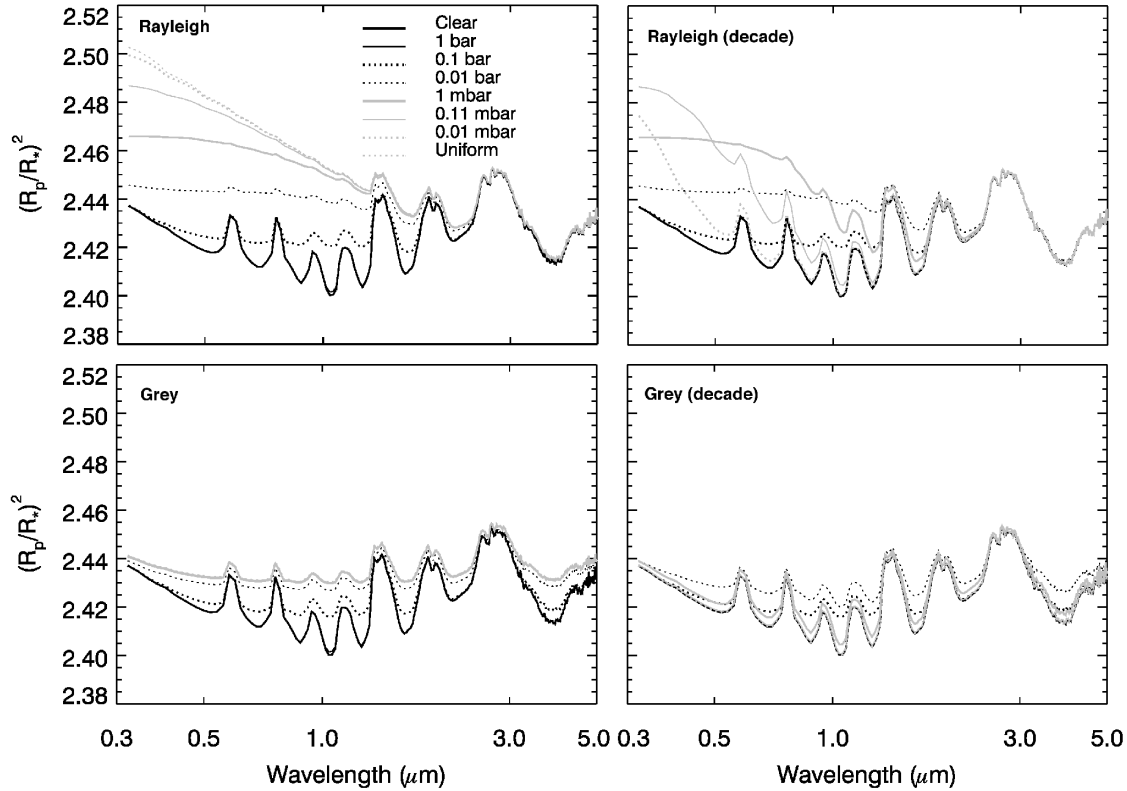 Rayleigh
Clear
1 bar
0.1 bar
0.01 bar
1 mbar
0.11 mbar
0.01 mbar
Uniform
2.52
2.50
2.48
2.46
2.44
2.42
2.40
2.38
(Rp/R*)²
Rayleigh (decade)
Grey
2.52
2.50
2.48
2.46
2.44
2.42
2.40
2.38
(Rp/R*)²
0.3 0.5 1.0 3.0 5.0
Wavelength (μm)
Grey (decade)
0.3 0.5 1.0 3.0 5.0
Wavelength (μm)